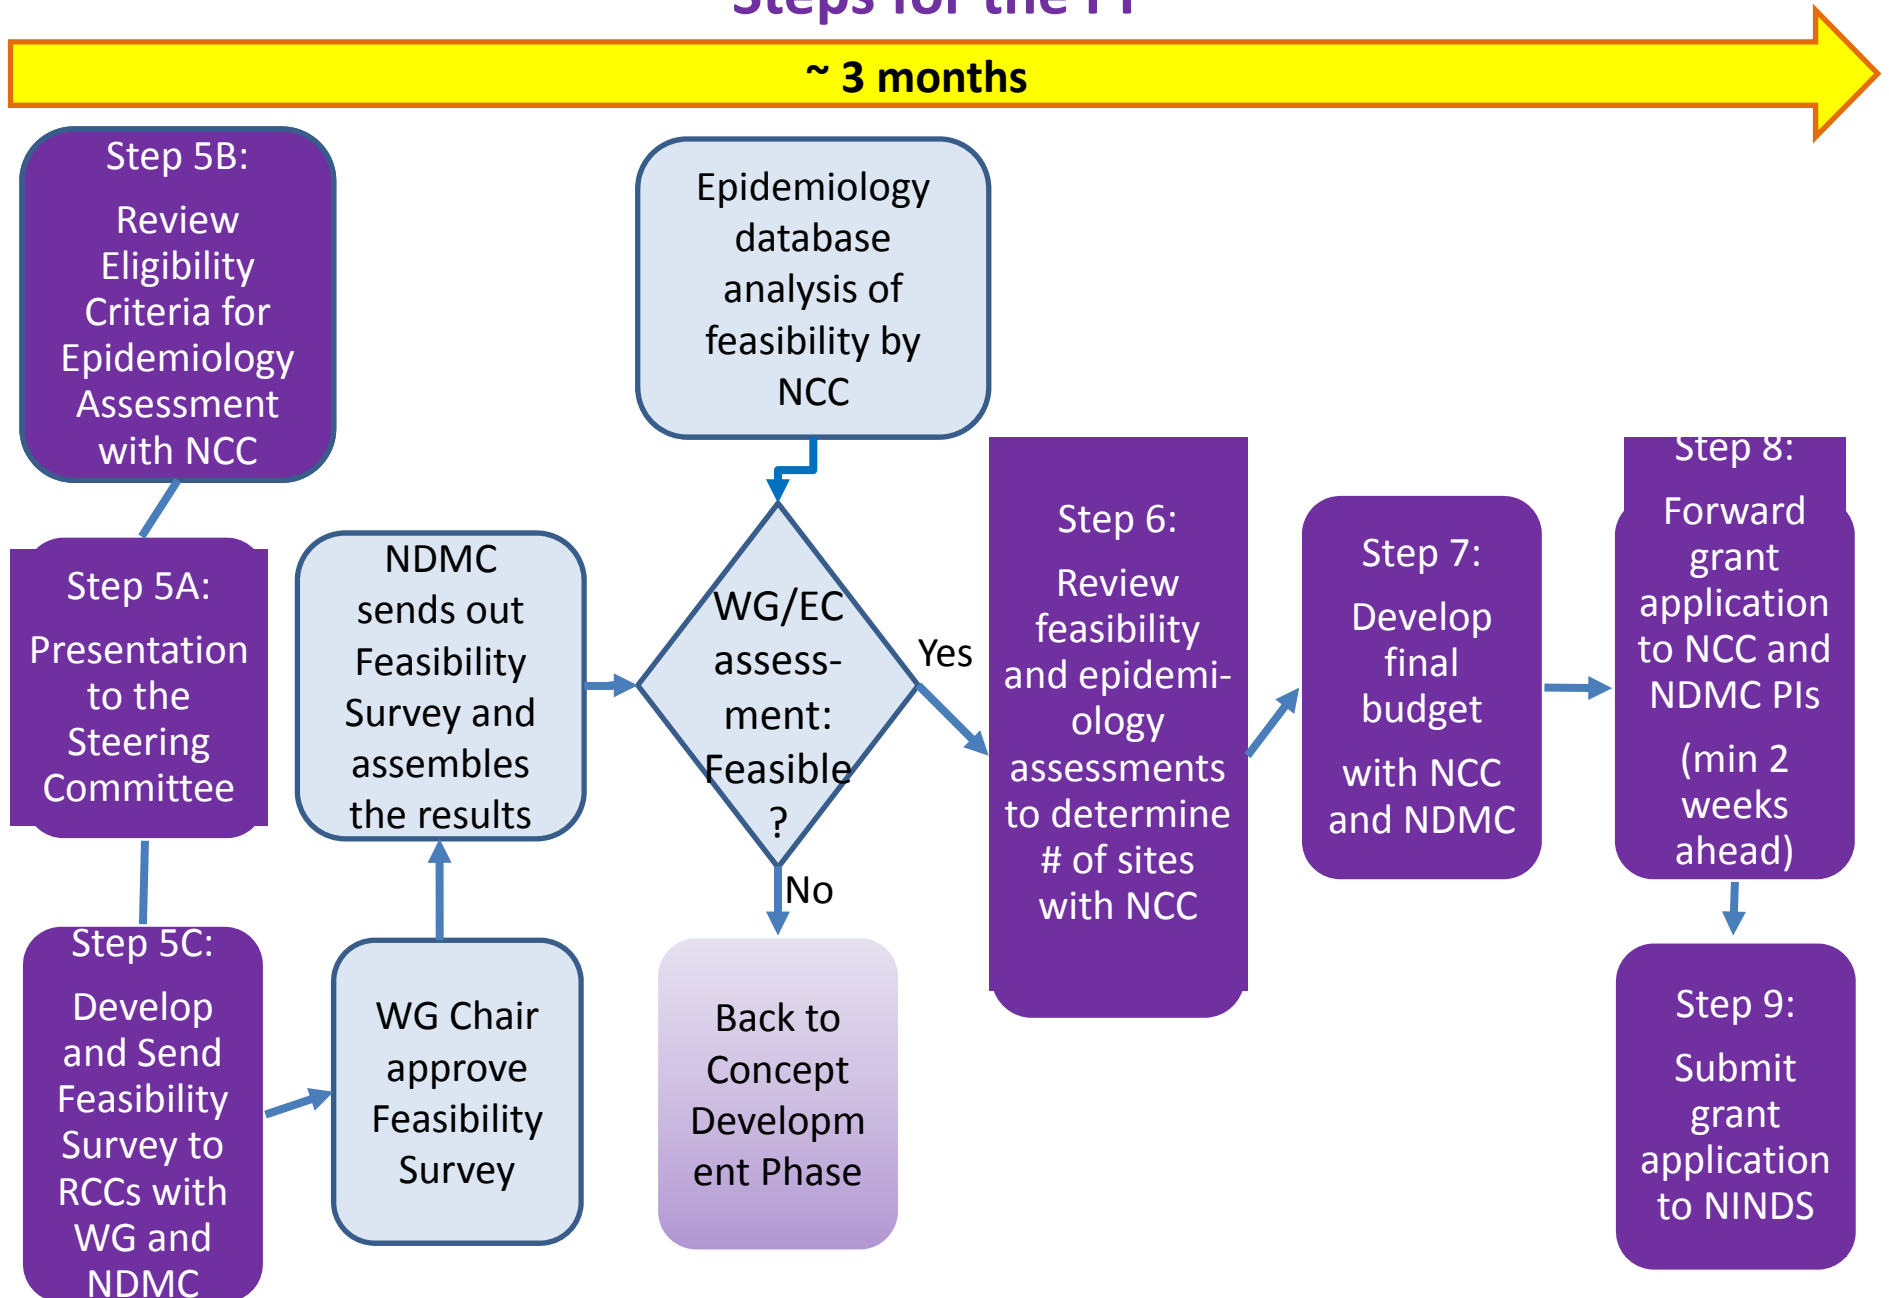 Steps for the PI
~ 3 months
Step 5B:
Review
Eligibility
Criteria for
Epidemiology
Assessment
with NCC
Step 5A:
Presentation
to the
Steering
Committee
Step 5C:
Develop
and Send
Feasibility
Survey to
RCCs with
WG and
NDMC
WG Chair
approve
Feasibility
Survey
NDMC
sends out
Feasibility
Survey and
assembles
the results
Epidemiology
database
analysis of
feasibility by
NCC
WG/EC
assess-
ment:
Feasible
?
Yes
No
Back to
Concept
Developm
ent Phase
Step 6:
Review
feasibility
and epidemi-
ology
assessments
to determine
# of sites
with NCC
Step 7:
Develop
final
budget
with NCC
and NDMC
Step 8:
Forward
grant
application
to NCC and
NDMC PIs
(min 2
weeks
ahead)
Step 9:
Submit
grant
application
to NINDS